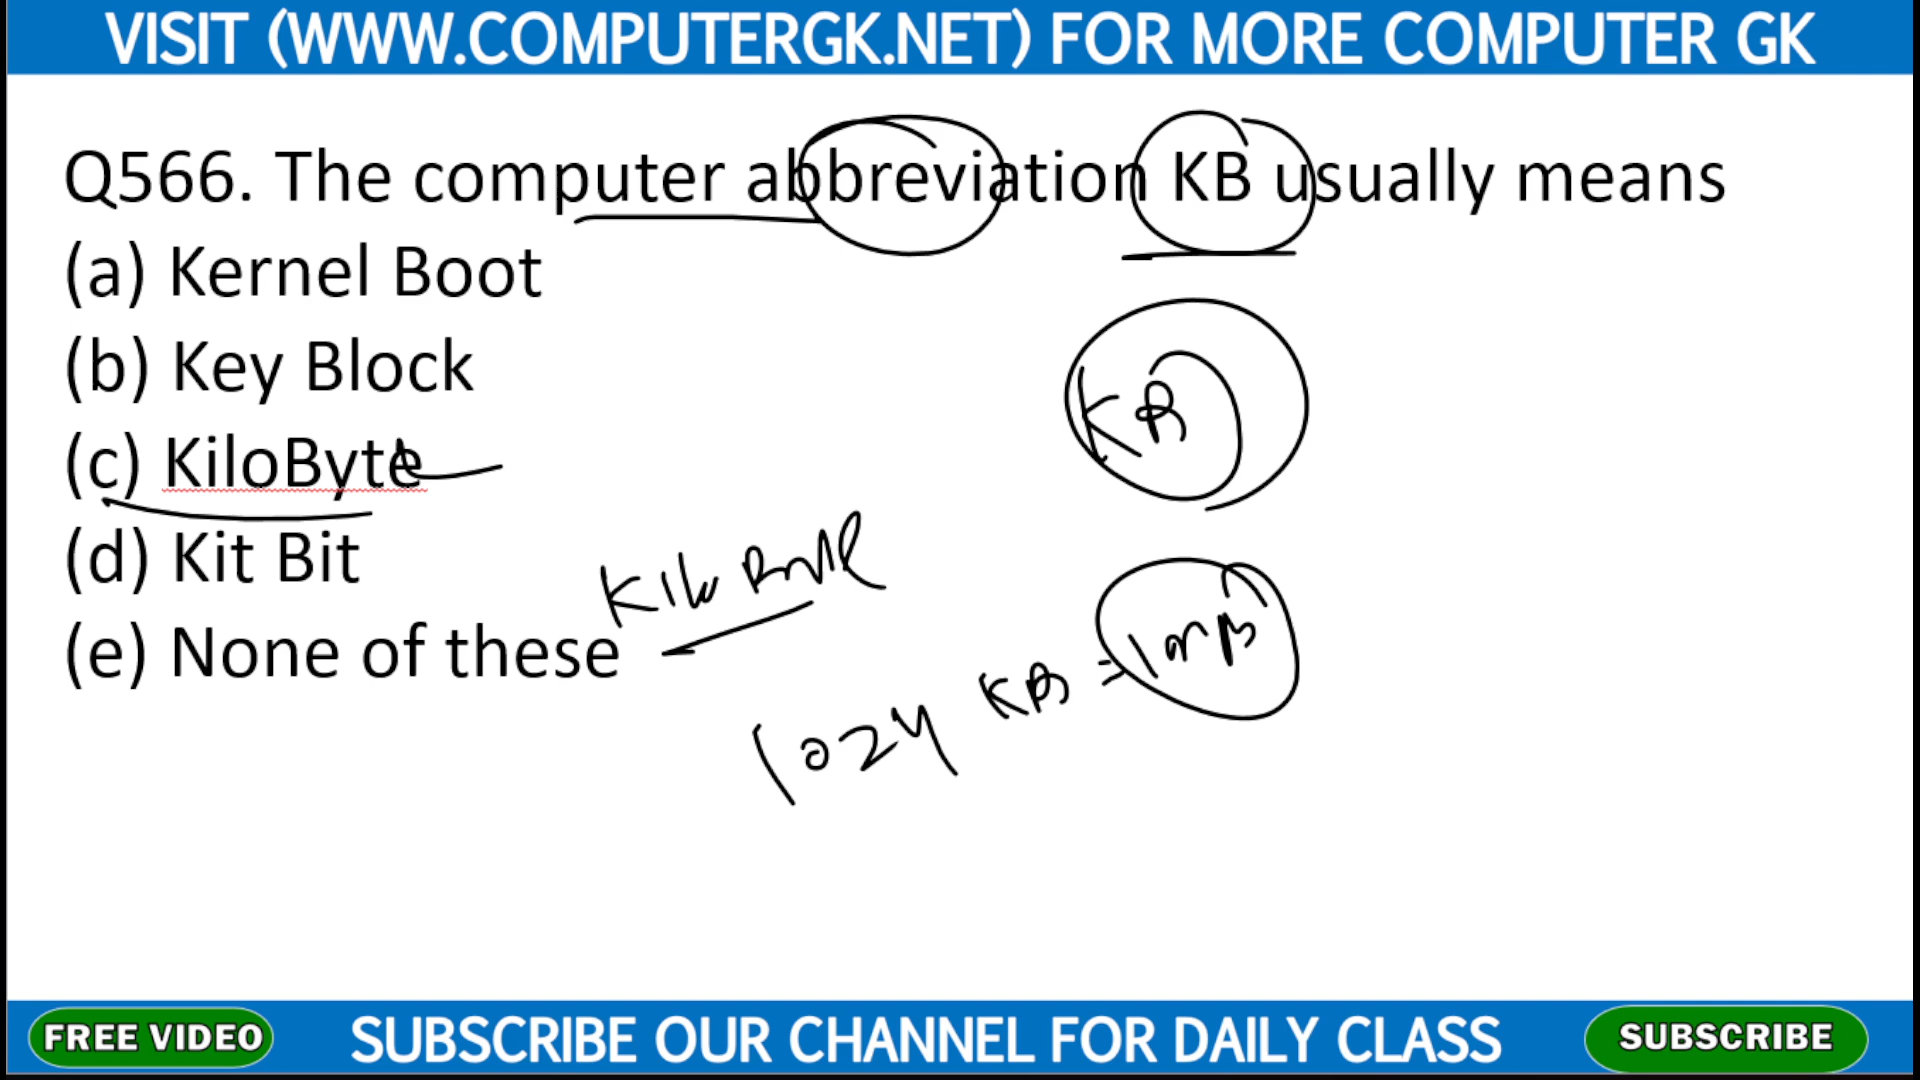 VISIT (WWW.COMPUTERGK.NET) FOR MORE COMPUTER GK
Q566. The computer abbreviation KB usually means
(a) Kernel Boot
(b) Key Block
KB
(c) KiloByte
(d) Kit Bit
Kilo
(e) None of these
1024 KB = 1 MB
FREE VIDEO
SUBSCRIBE OUR CHANNEL FOR DAILY CLASS
SUBSCRIBE